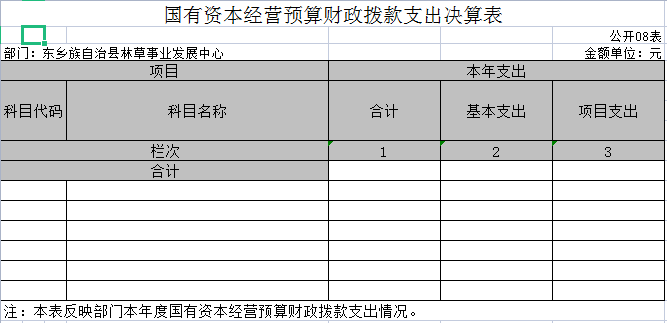 国有资本经营预算财政拨款支出决算表
公开08表
部门：东乡族自治县林草事业发展中心 金额单位：元
项目 本年支出
科目代码 科目名称 合计 基本支出 项目支出
栏次 1 2 3
合计
注：本表反映部门本年度国有资本经营预算财政拨款支出情况。